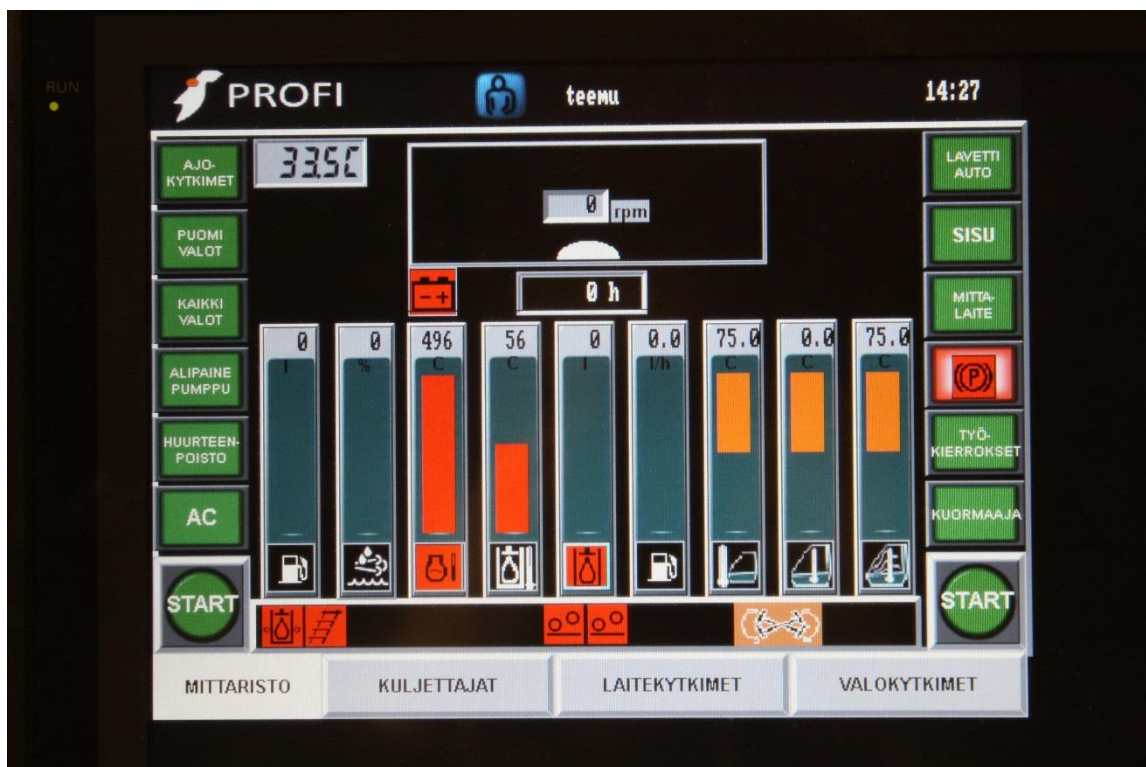 RUN
PROFI
teemu
14:27
AJO-
KYTKIMET
33.5C
0 rpm
LAVETTI
AUTO
PUOMI
VALOT
SISU
KAIKKI
VALOT
0 h
MITTA-
LAITE
0
l
0
%
496
C
56
C
0
l
0.0
l/h
75.0
C
0.0
C
75.0
C
ALIPAINE
PUMPPU
(P)
HUURTEEN-
POISTO
TYÖ-
KIERROKSET
AC
KUORMAAJA
START
START
MITTARISTO
KULJETTAJAT
LAITEKYTKIMET
VALOKYTKIMET